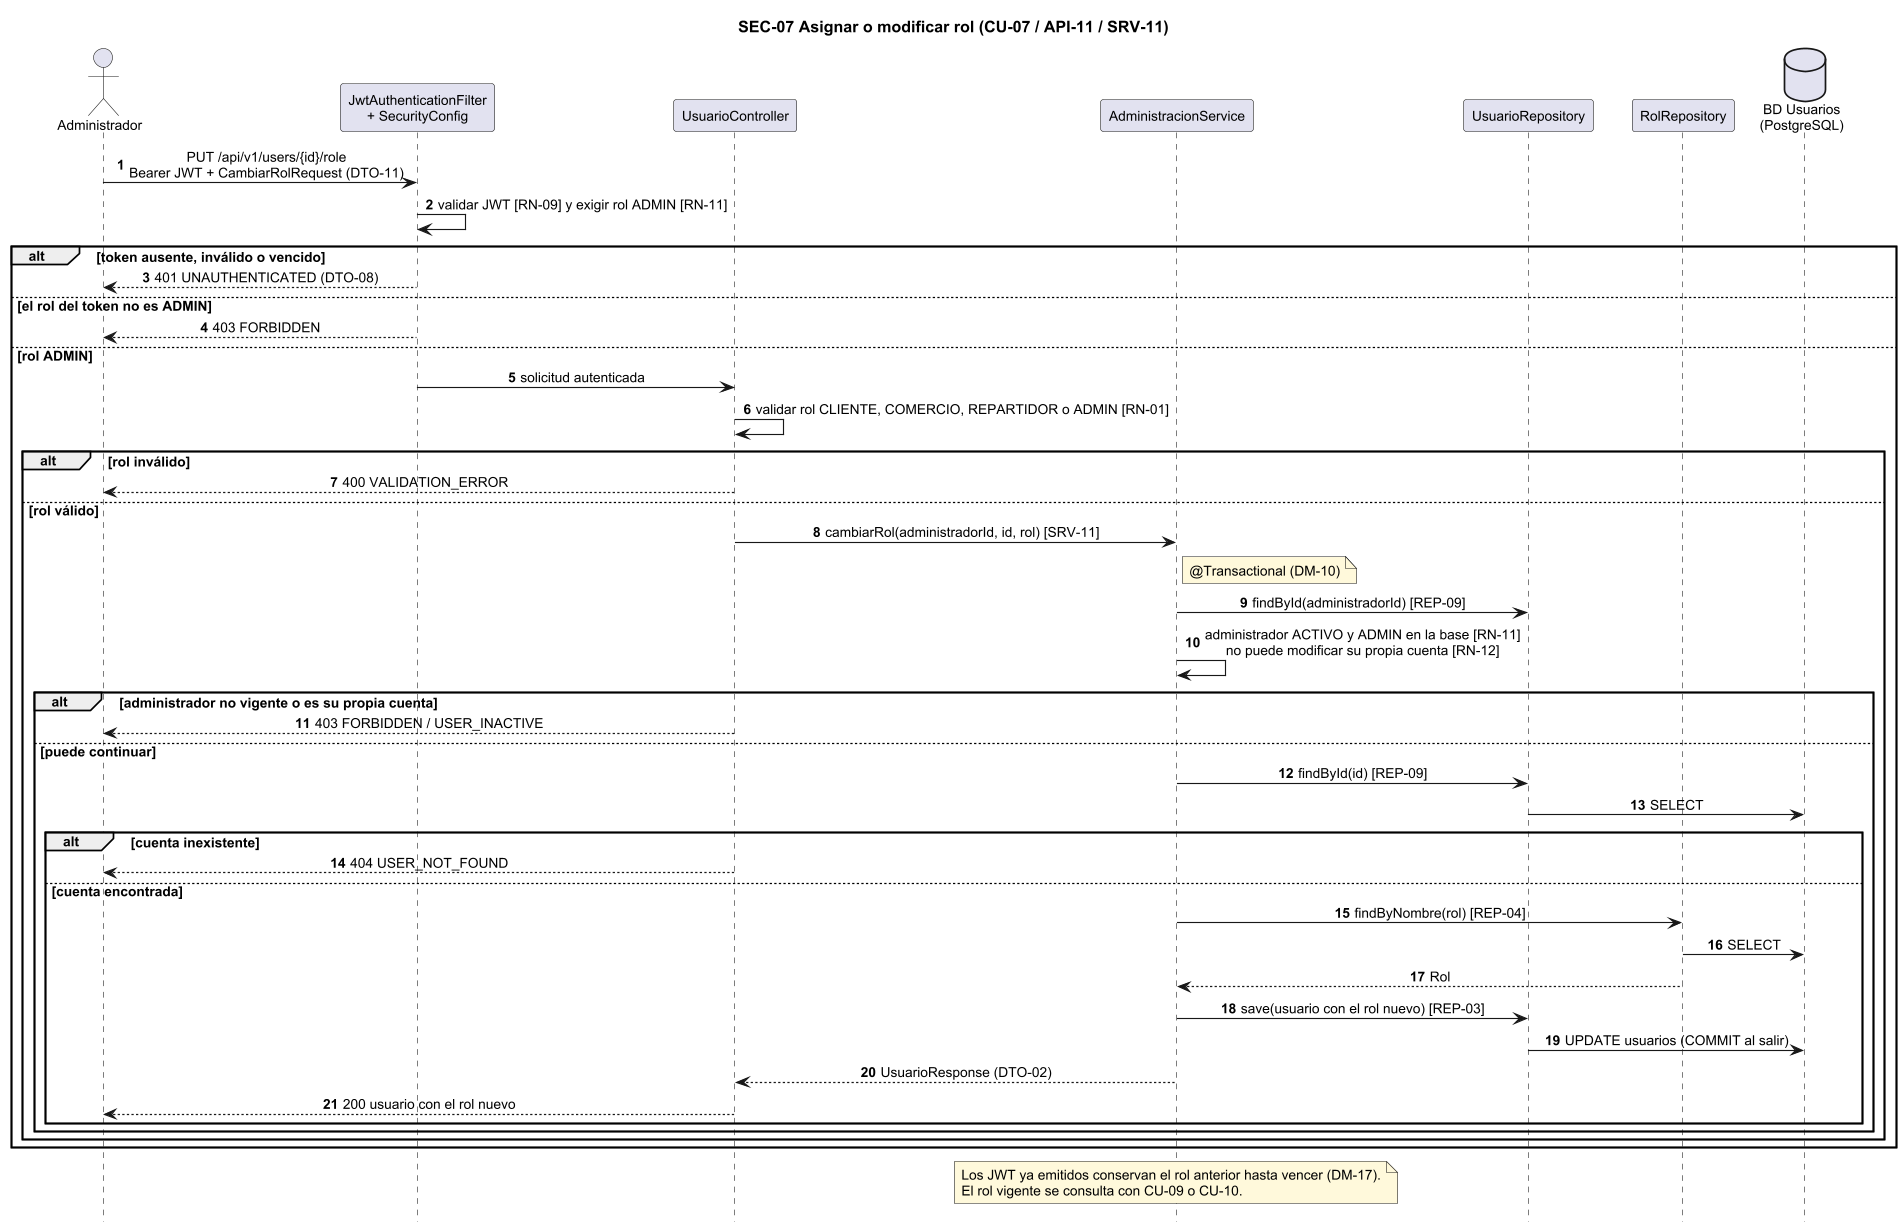 SEC-07 Asignar o modificar rol (CU-07 / API-11 / SRV-11)
Administrador
JwtAuthenticationFilter
+ SecurityConfig
UsuarioController
AdministracionService
UsuarioRepository
RolRepository
BD Usuarios
(PostgreSQL)
1 PUT /api/v1/users/{id}/role
Bearer JWT + CambiarRolRequest (DTO-11)
2 validar JWT [RN-09] y exigir rol ADMIN [RN-11]
alt [token ausente, inválido o vencido]
3 401 UNAUTHENTICATED (DTO-08)
[el rol del token no es ADMIN]
4 403 FORBIDDEN
[rol ADMIN]
5 solicitud autenticada
6 validar rol CLIENTE, COMERCIO, REPARTIDOR o ADMIN [RN-01]
alt [rol inválido]
7 400 VALIDATION_ERROR
[rol válido]
8 cambiarRol(administradorId, id, rol) [SRV-11]
@Transactional (DM-10)
9 findById(administradorId) [REP-09]
10 administrador ACTIVO y ADMIN en la base [RN-11]
no puede modificar su propia cuenta [RN-12]
alt [administrador no vigente o es su propia cuenta]
11 403 FORBIDDEN / USER_INACTIVE
[puede continuar]
12 findById(id) [REP-09]
13 SELECT
alt [cuenta inexistente]
14 404 USER_NOT_FOUND
[cuenta encontrada]
15 findByNombre(rol) [REP-04]
16 SELECT
17 Rol
18 save(usuario con el rol nuevo) [REP-03]
19 UPDATE usuarios (COMMIT al salir)
20 UsuarioResponse (DTO-02)
21 200 usuario con el rol nuevo
Los JWT ya emitidos conservan el rol anterior hasta vencer (DM-17).
El rol vigente se consulta con CU-09 o CU-10.